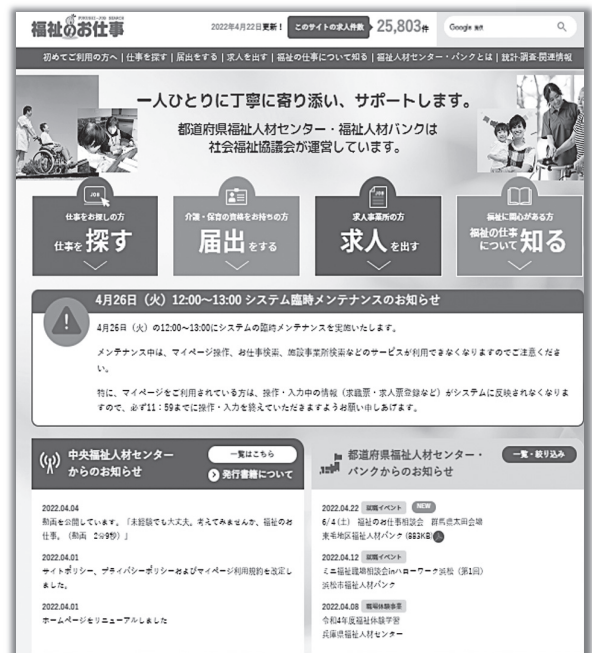 FUKUSHI-JOB SEARCH
福祉のお仕事
2022年4月22日更新！
このサイトの求人件数
25,803件
Google
初めてご利用の方へ | 仕事を探す | 届出をする | 求人を出す | 福祉の仕事について知る | 福祉人材センター・バンクとは | 統計・調査・関連情報
一人ひとりに丁寧に寄り添い、サポートします。
都道府県福祉人材センター・福祉人材バンクは
社会福祉協議会が運営しています。
JOB
仕事をお探しの方
仕事を 探す
介護・保育の資格をお持ちの方
届出 をする
JOB
求人事業所の方
求人 を出す
福祉に関心がある方
福祉の仕事
について 知る
4月26日（火）12:00～13:00 システム臨時メンテナンスのお知らせ
4月26日（火）の12:00～13:00にシステムの臨時メンテナンスを実施いたします。
メンテナンス中は、マイページ操作、お仕事検索、施設事業所検索などのサービスが利用できなくなりますのでご注意くださ
い。
特に、マイページをご利用されている方は、操作・入力中の情報（求職票・求人票登録など）がシステムに反映されなくなりま
すので、必ず11：59までに操作・入力を終えていただきますようお願い申しあげます。
中央福祉人材センター
からのお知らせ
一覧はこちら
発行書籍について
2022.04.04
動画を公開しています。「未経験でも大丈夫。考えてみませんか、福祉のお
仕事。（動画 2分9秒）」
2022.04.01
サイトポリシー、プライバシーポリシーおよびマイページ利用規約を改定し
ました。
2022.04.01
ホームページをリニューアルしました
都道府県福祉人材センター・
バンクからのお知らせ
一覧・絞り込み
2022.04.22 就職イベント NEW
6/4(土) 福祉のお仕事相談会 群馬県太田会場
東毛地区福祉人材バンク (883KB)
2022.04.12 就職イベント
ミニ福祉職場相談会inハローワーク浜松（第1回）
浜松市福祉人材バンク
2022.04.08 職場体験事業
令和4年度福祉体験学習
兵庫県福祉人材センター